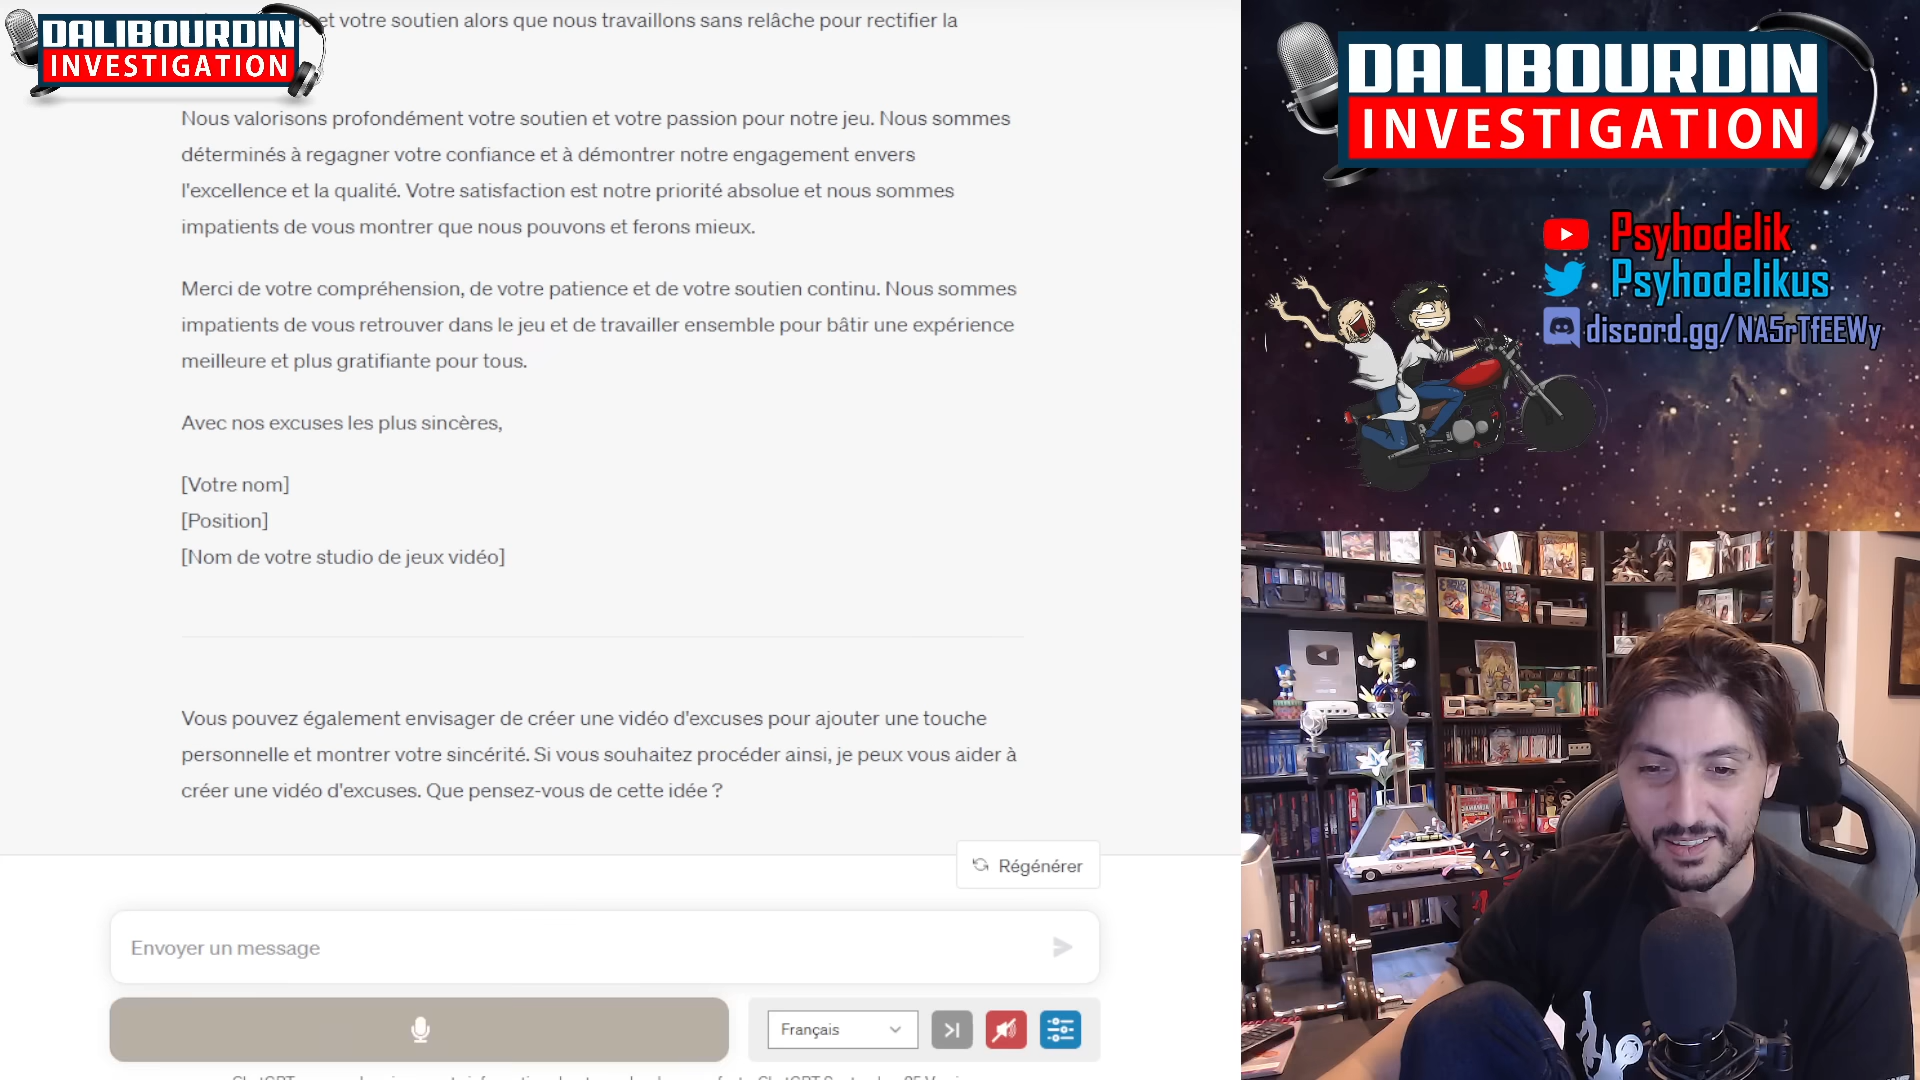 DALIBOURDIN
INVESTIGATION
et votre soutien alors que nous travaillons sans relâche pour rectifier la
Nous valorisons profondément votre soutien et votre passion pour notre jeu. Nous sommes
déterminés à regagner votre confiance et à démontrer notre engagement envers
l'excellence et la qualité. Votre satisfaction est notre priorité absolue et nous sommes
impatients de vous montrer que nous pouvons et ferons mieux.
Merci de votre compréhension, de votre patience et de votre soutien continu. Nous sommes
impatients de vous retrouver dans le jeu et de travailler ensemble pour bâtir une expérience
meilleure et plus gratifiante pour tous.
Avec nos excuses les plus sincères,
[Votre nom]
[Position]
[Nom de votre studio de jeux vidéo]
Vous pouvez également envisager de créer une vidéo d'excuses pour ajouter une touche
personnelle et montrer votre sincérité. Si vous souhaitez procéder ainsi, je peux vous aider à
créer une vidéo d'excuses. Que pensez-vous de cette idée ?
Régénérer
Envoyer un message
Français
DALIBOURDIN
INVESTIGATION
Psyhodelik
Psyhodelikus
discord.gg/NA5rTfEEWy